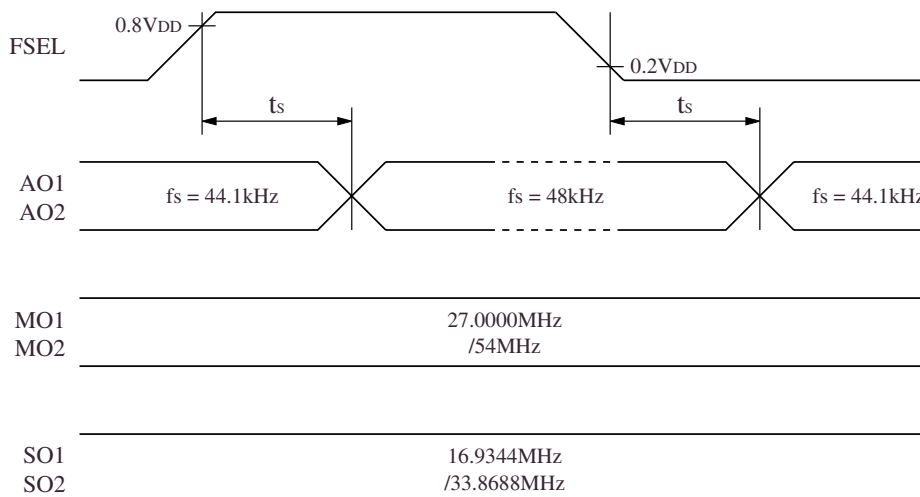 0.8VDD
FSEL
0.2VDD
ts
ts
AO1
AO2
fs = 44.1kHz
fs = 48kHz
fs = 44.1kHz
MO1
MO2
27.0000MHz
/54MHz
SO1
SO2
16.9344MHz
/33.8688MHz